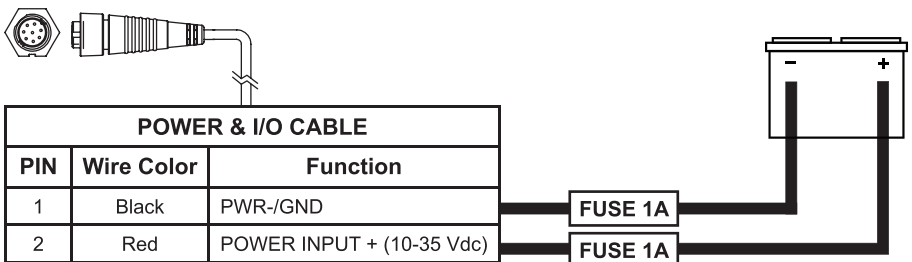 - +
POWER & I/O CABLE
PIN Wire Color Function
1 Black PWR-/GND FUSE 1A
2 Red POWER INPUT + (10-35 Vdc) FUSE 1A